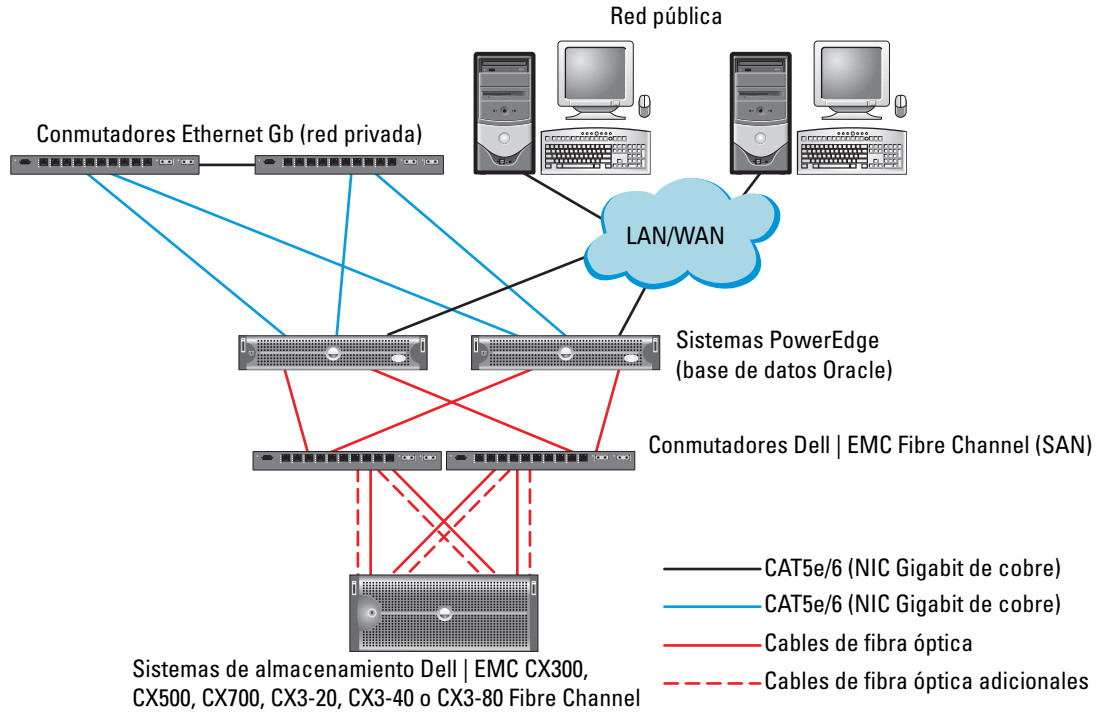 Red pública
Conmutadores Ethernet Gb (red privada)
LAN/WAN
Sistemas PowerEdge
(base de datos Oracle)
Conmutadores Dell | EMC Fibre Channel (SAN)
CAT5e/6 (NIC Gigabit de cobre)
CAT5e/6 (NIC Gigabit de cobre)
Cables de fibra óptica
Cables de fibra óptica adicionales
Sistemas de almacenamiento Dell | EMC CX300,
CX500, CX700, CX3-20, CX3-40 o CX3-80 Fibre Channel